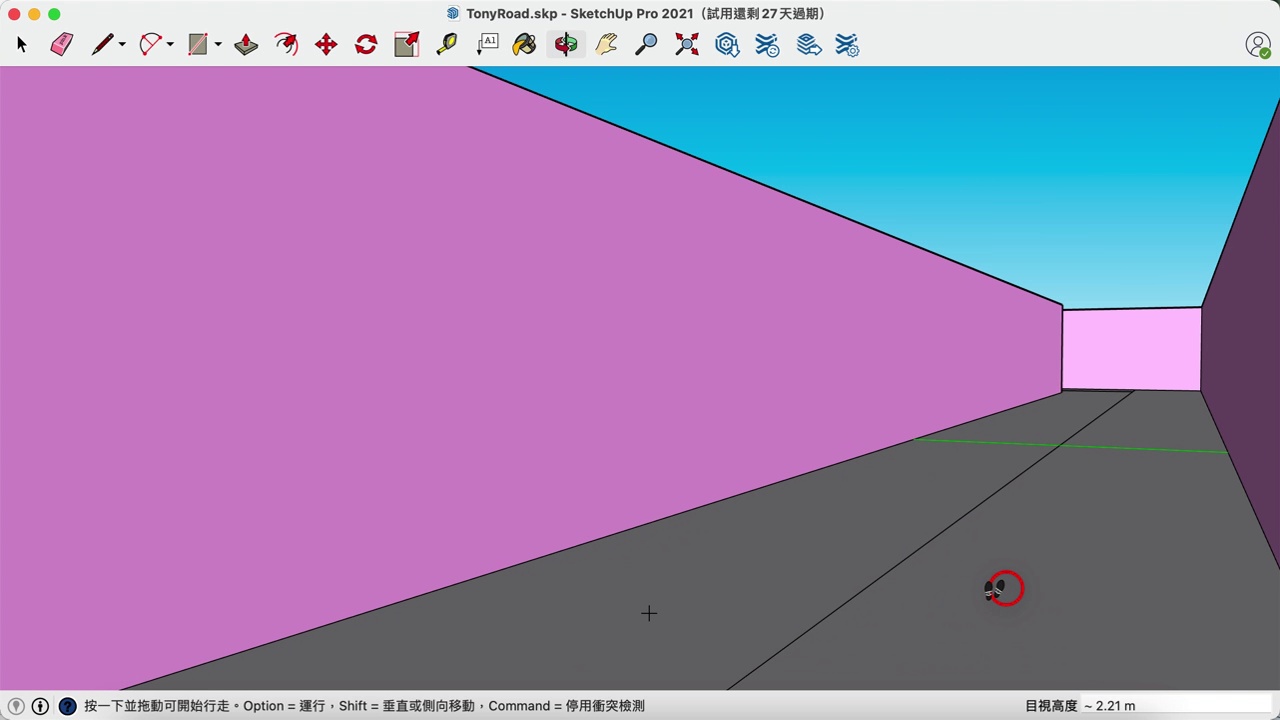 TonyRoad.skp - SketchUp Pro 2021（試用還剩 27 天過期）
A1
按一下並拖動可開始行走。Option = 運行，Shift = 垂直或側向移動，Command = 停用衝突檢測
目視高度 ~ 2.21 m